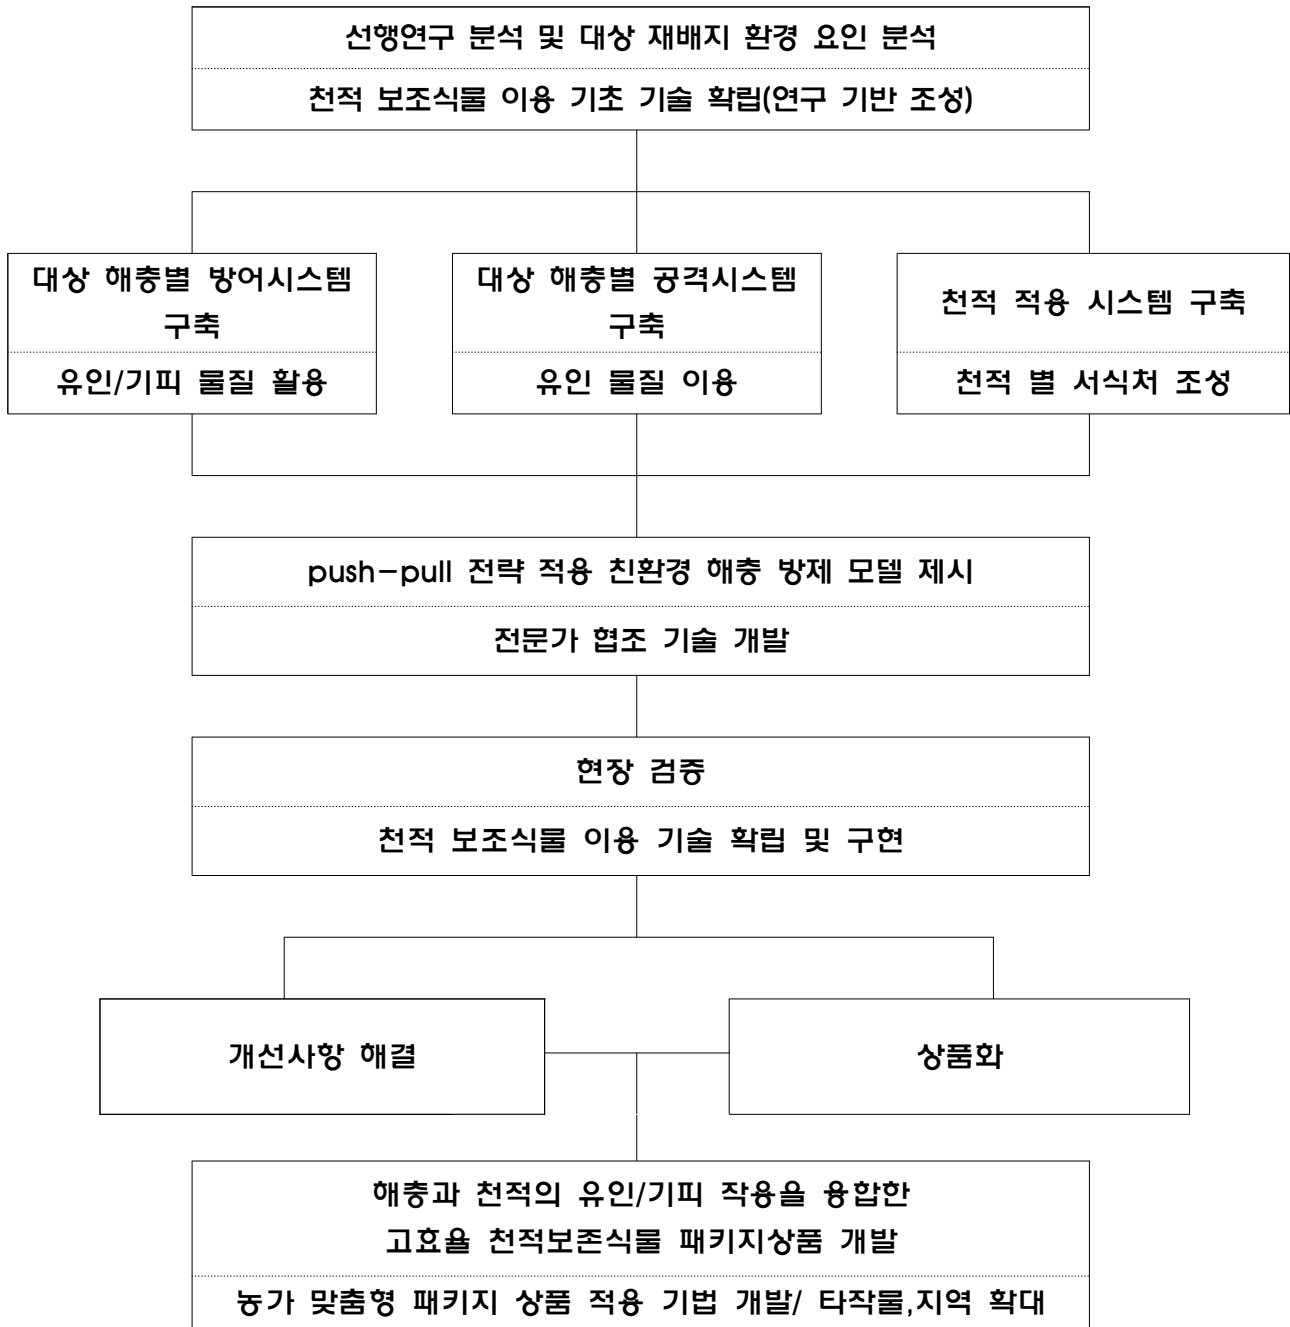 선행연구 분석 및 대상 재배지 환경 요인 분석
천적 보조식물 이용 기초 기술 확립(연구 기반 조성)
대상 해충별 방어시스템
구축
유인/기피 물질 활용
대상 해충별 공격시스템
구축
유인 물질 이용
천적 적용 시스템 구축
천적 별 서식처 조성
push-pull 전략 적용 친환경 해충 방제 모델 제시
전문가 협조 기술 개발
현장 검증
천적 보조식물 이용 기술 확립 및 구현
개선사항 해결
상품화
해충과 천적의 유인/기피 작용을 융합한
고효율 천적보존식물 패키지상품 개발
농가 맞춤형 패키지 상품 적용 기법 개발/ 타작물,지역 확대